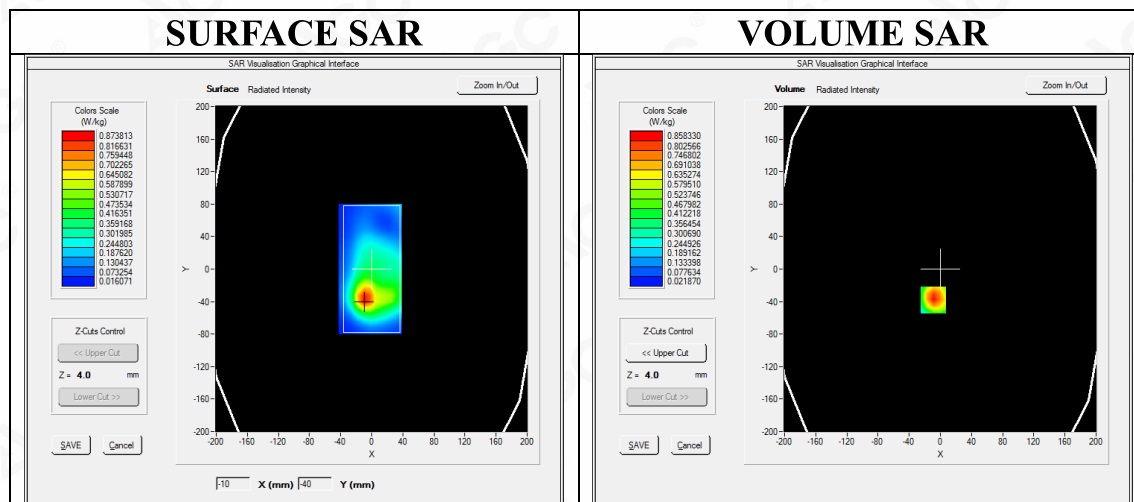 SURFACE SAR
VOLUME SAR
SAR Visualisation Graphical Interface
Surface Radiated Intensity
Zoom In/Out
Colors Scale
(W/kg)
0.873813
0.816631
0.759448
0.702265
0.645082
0.587899
0.530717
0.473534
0.416351
0.359168
0.301985
0.244803
0.187620
0.130437
0.073254
0.016071
200
160
120
80
40
0
-40
-80
-120
-160
-200
Y
-200 -160 -120 -80 -40 0 40 80 120 160 200
X
Z-Cuts Control
<< Upper Cut
Z = 4.0 mm
Lower Cut >>
SAVE Cancel
-10 X (mm) -40 Y (mm)
SAR Visualisation Graphical Interface
Volume Radiated Intensity
Zoom In/Out
Colors Scale
(W/kg)
0.858330
0.802566
0.746802
0.691038
0.635274
0.579510
0.523746
0.467982
0.412218
0.356454
0.300690
0.244926
0.189162
0.133398
0.077634
0.021870
200
160
120
80
40
0
-40
-80
-120
-160
-200
Y
-200 -160 -120 -80 -40 0 40 80 120 160 200
X
Z-Cuts Control
<< Upper Cut
Z = 4.0 mm
Lower Cut >>
SAVE Cancel